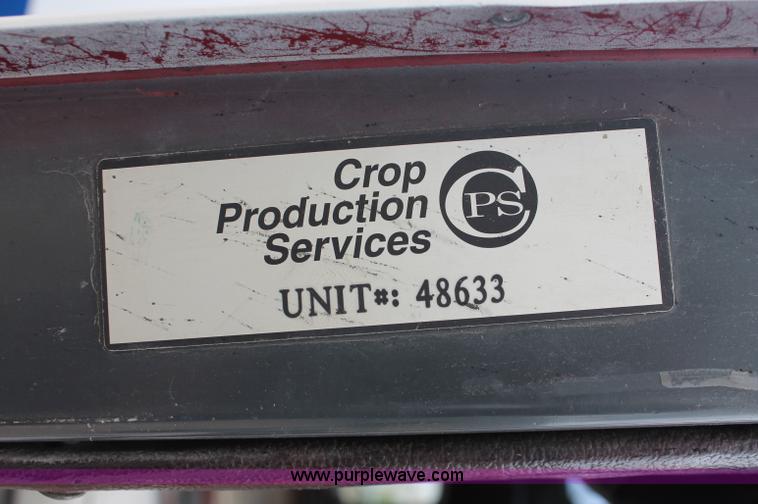 Crop
Production
Services
CPS
UNIT#: 48633
www.purplewave.com